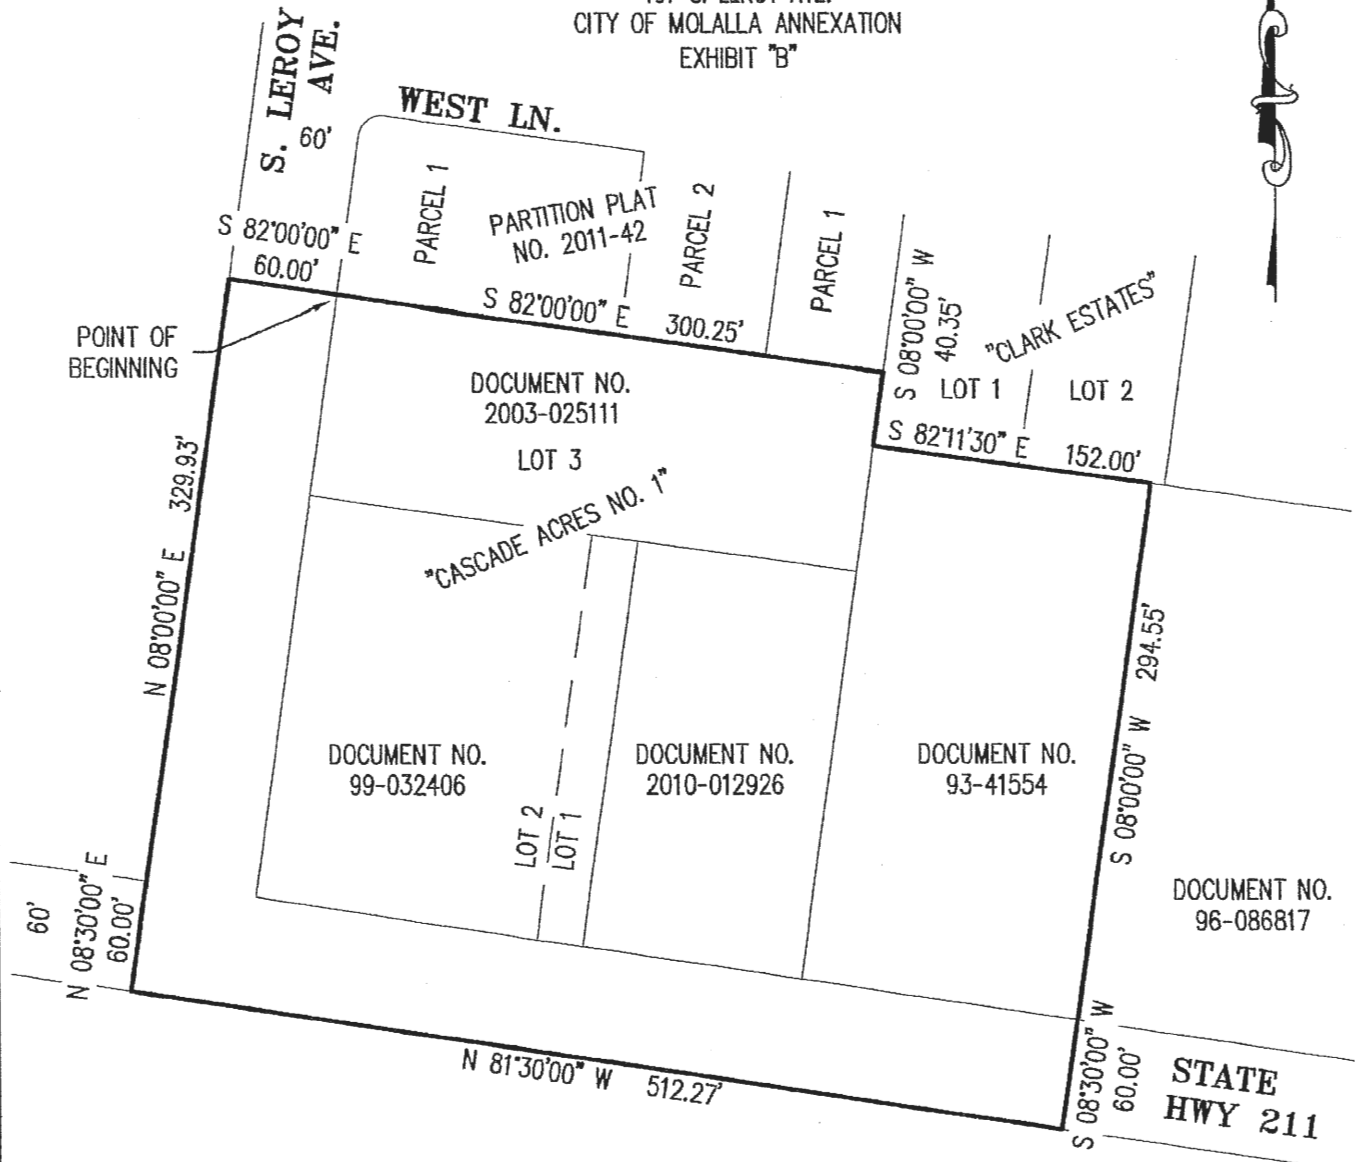 CITY OF MOLALLA ANNEXATION
EXHIBIT "B"
S. LEROY
AVE.
60'
WEST LN.
S 82°00'00" E
60.00'
PARCEL 1
PARTITION PLAT
NO. 2011-42
PARCEL 2
PARCEL 1
S 82°00'00" E 300.25'
S 08°00'00" W
40.35'
"CLARK ESTATES"
LOT 1
LOT 2
S 82°11'30" E 152.00'
POINT OF
BEGINNING
DOCUMENT NO.
2003-025111
LOT 3
"CASCADE ACRES NO. 1"
N 08°00'00" E 329.93'
DOCUMENT NO.
99-032406
LOT 2
LOT 1
DOCUMENT NO.
2010-012926
DOCUMENT NO.
93-41554
S 08°00'00" W 294.55'
DOCUMENT NO.
96-086817
60'
N 08°30'00" E
60.00'
N 81°30'00" W 512.27'
S 08°30'00" W
60.00'
STATE
HWY 211